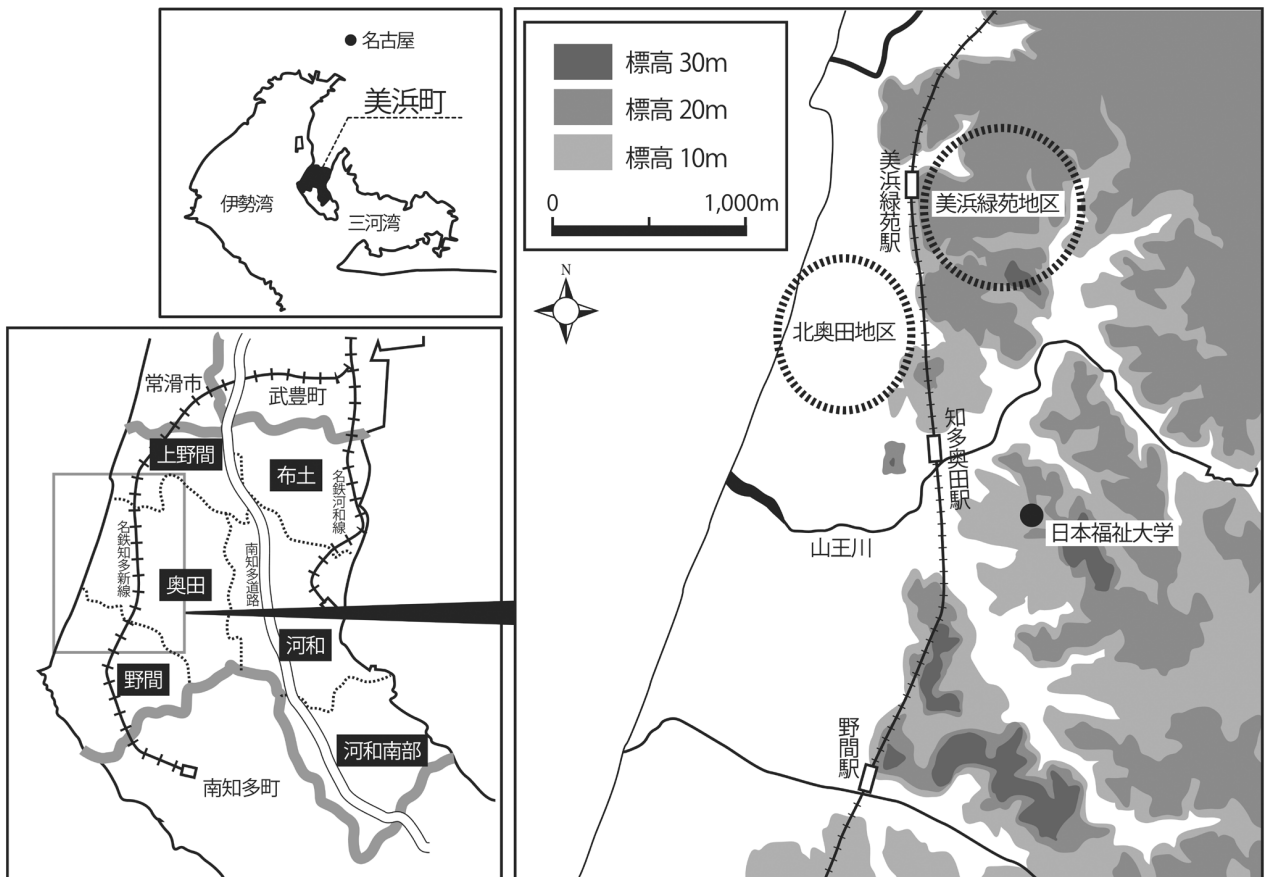 名古屋
美浜町
伊勢湾
三河湾
常滑市
武豊町
上野間
布土
名鉄河和線
名鉄知多新線
奥田
南知多道路
河和
野間
河和南部
南知多町
標高 30m
標高 20m
標高 10m
0
1,000m
N
美浜緑苑駅
美浜緑苑地区
北奥田地区
知多奥田駅
日本福祉大学
山王川
野間駅